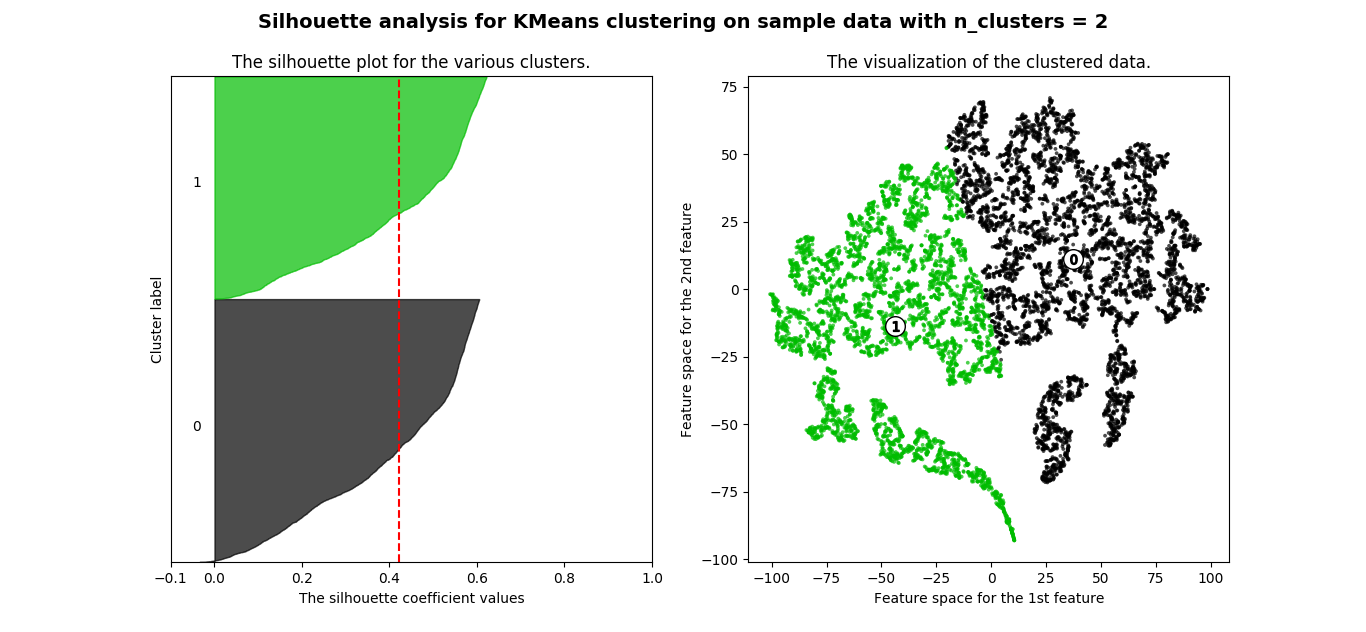 Silhouette analysis for KMeans clustering on sample data with n_clusters = 2
The silhouette plot for the various clusters.
Cluster label
1
0
−0.1 0.0 0.2 0.4 0.6 0.8 1.0
The silhouette coefficient values
The visualization of the clustered data.
Feature space for the 2nd feature
75
50
25
0
−25
−50
−75
−100
0
1
−100 −75 −50 −25 0 25 50 75 100
Feature space for the 1st feature